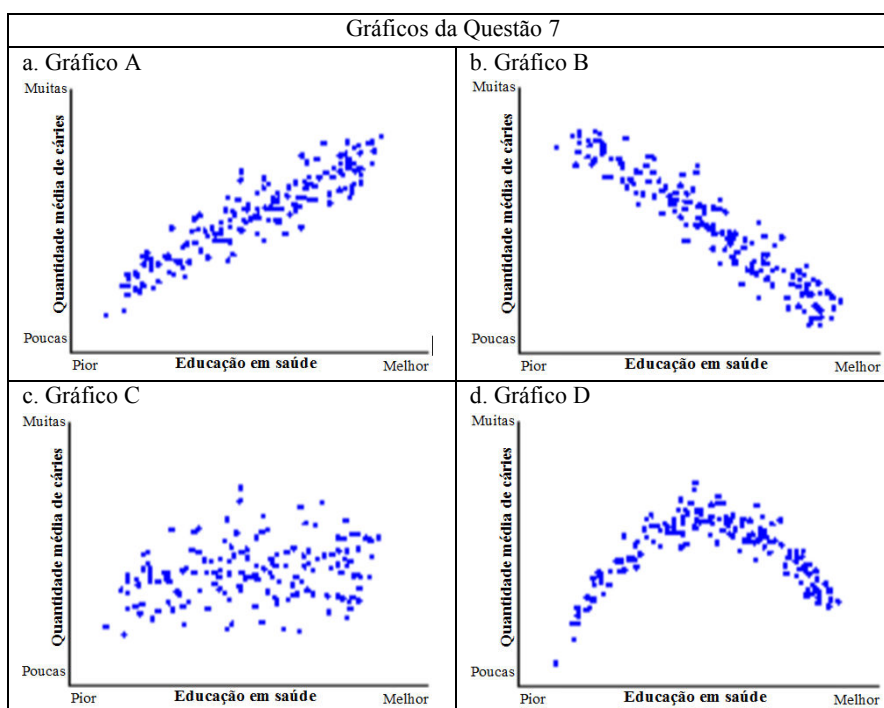 Gráficos da Questão 7
a. Gráfico A
Muitas
Quantidade média de cáries
Poucas
Pior
Educação em saúde
Melhor
b. Gráfico B
Muitas
Quantidade média de cáries
Poucas
Pior
Educação em saúde
Melhor
c. Gráfico C
Muitas
Quantidade média de cáries
Poucas
Pior
Educação em saúde
Melhor
d. Gráfico D
Muitas
Quantidade média de cáries
Poucas
Pior
Educação em saúde
Melhor